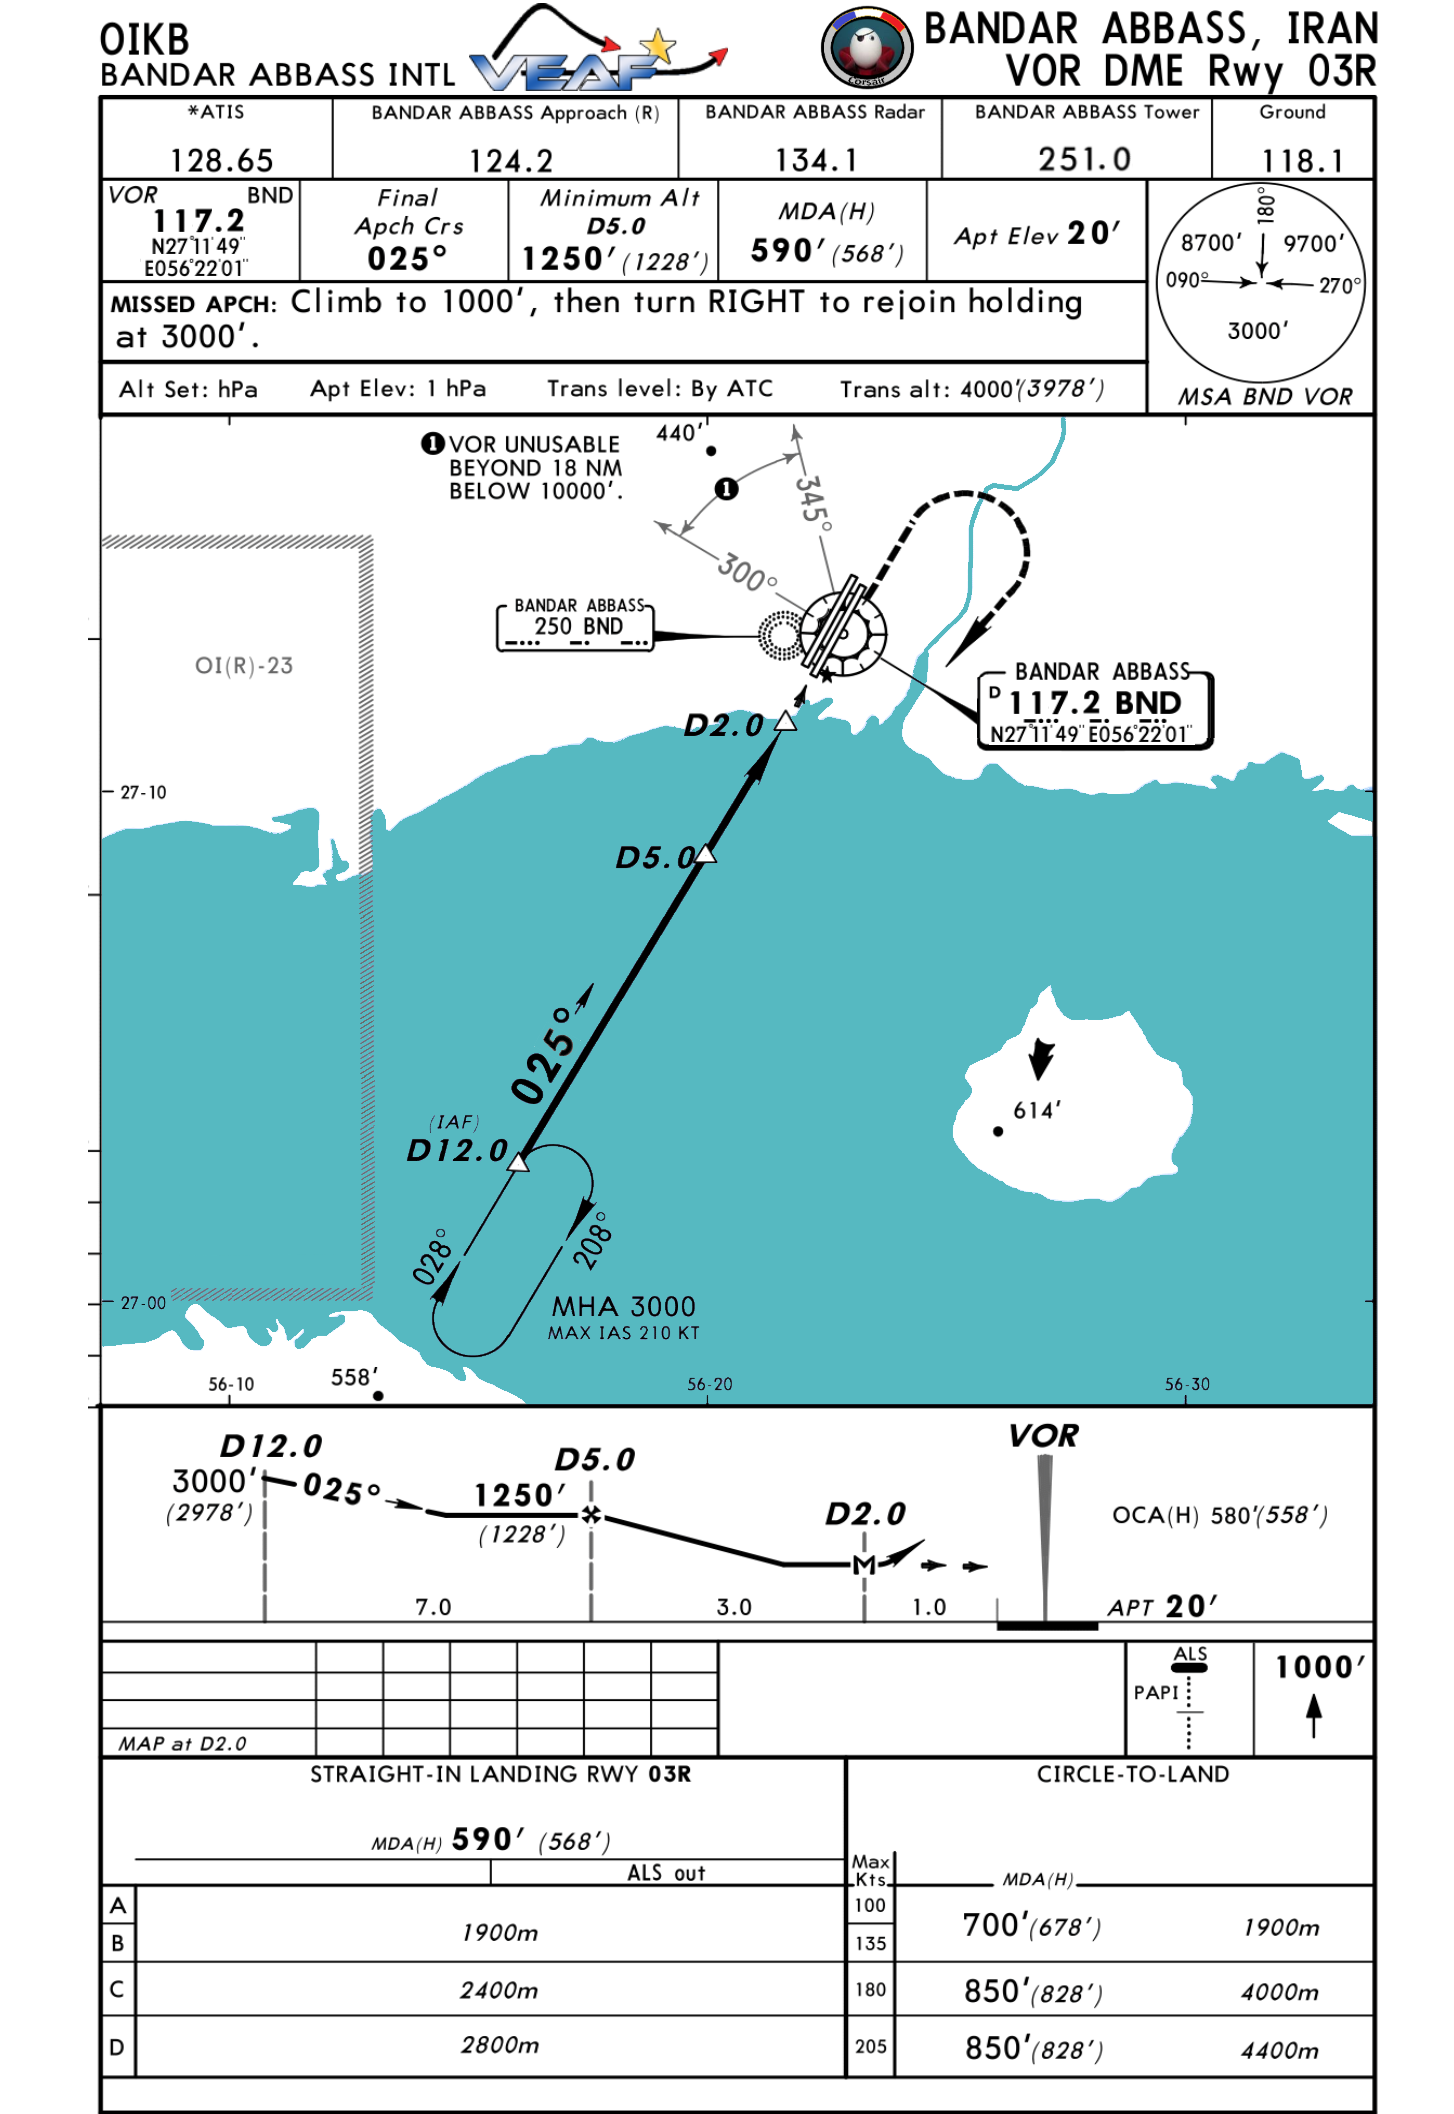 OIKB
BANDAR ABBASS INTL
VEAF
Corsair
BANDAR ABBASS, IRAN
VOR DME Rwy 03R
*ATIS
128.65
BANDAR ABBASS Approach (R)
124.2
BANDAR ABBASS Radar
134.1
BANDAR ABBASS Tower
251.0
Ground
118.1
VOR BND
117.2
N27°11'49"
E056°22'01"
Final
Apch Crs
025°
Minimum Alt
D5.0
1250' (1228')
MDA(H)
590' (568')
Apt Elev 20'
180°
8700' 9700'
090° 270°
3000'
MSA BND VOR
MISSED APCH: Climb to 1000', then turn RIGHT to rejoin holding
at 3000'.
Alt Set: hPa Apt Elev: 1 hPa Trans level: By ATC Trans alt: 4000'(3978')
1 VOR UNUSABLE
BEYOND 18 NM
BELOW 10000'.
440'
1
345°
300°
BANDAR ABBASS
250 BND
OI(R)-23
BANDAR ABBASS
D 117.2 BND
N27°11'49" E056°22'01"
D2.0
27-10
D5.0
025°
614'
(IAF)
D12.0
028°
208°
27-00
MHA 3000
MAX IAS 210 KT
558'
56-10
56-20
56-30
D12.0
3000'
(2978')
025°
1250'
(1228')
D5.0
D2.0
M
VOR
OCA(H) 580'(558')
7.0
3.0
1.0
APT 20'
MAP at D2.0
ALS
PAPI
1000'
STRAIGHT-IN LANDING RWY 03R
MDA(H) 590' (568')
ALS out
A
B
1900m
C
2400m
D
2800m
CIRCLE-TO-LAND
Max
Kts
MDA(H)
100
135
700'(678') 1900m
180 850'(828') 4000m
205 850'(828') 4400m